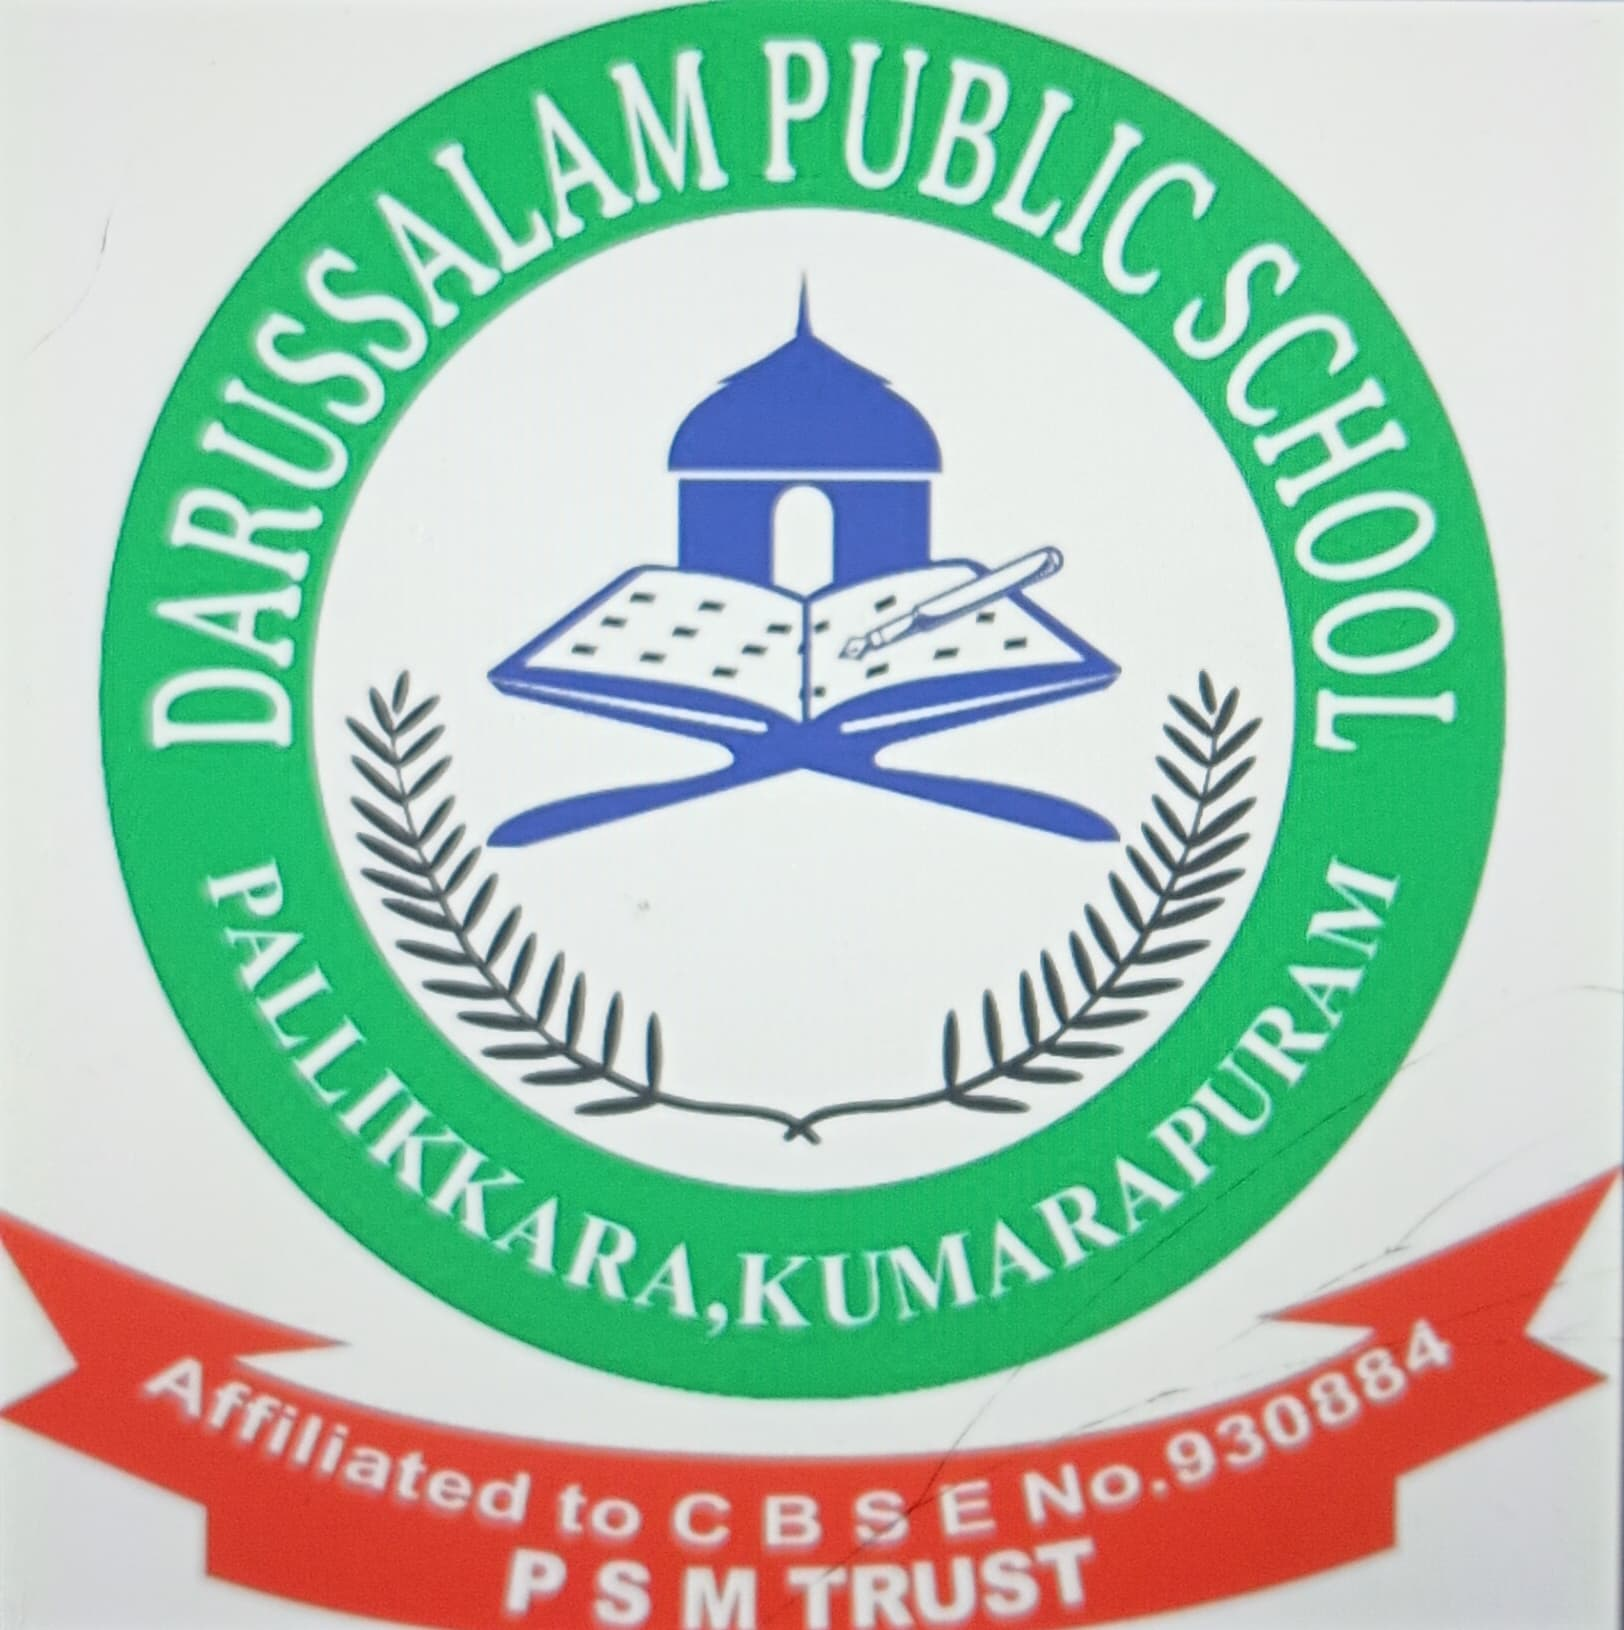 DARUSSALAM PUBLIC SCHOOL
PALLIKKARA,KUMARAPURAM
Affiliated to C B S E No.930884
P S M TRUST